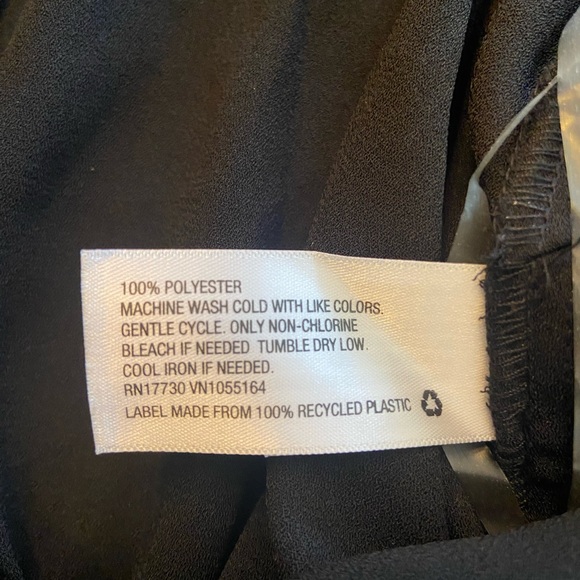 100% POLYESTER
MACHINE WASH COLD WITH LIKE COLORS.
GENTLE CYCLE. ONLY NON-CHLORINE
BLEACH IF NEEDED TUMBLE DRY LOW.
COOL IRON IF NEEDED.
RN17730 VN1055164
LABEL MADE FROM 100% RECYCLED PLASTIC